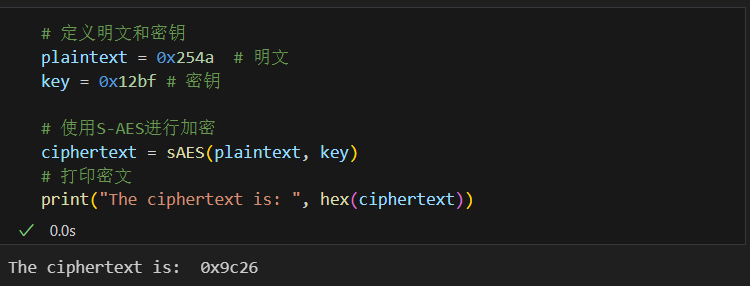 # 定义明文和密钥
plaintext = 0x254a  # 明文
key = 0x12bf # 密钥
# 使用S-AES进行加密
ciphertext = sAES(plaintext, key)
# 打印密文
print("The ciphertext is: ", hex(ciphertext))
0.0s
The ciphertext is:  0x9c26